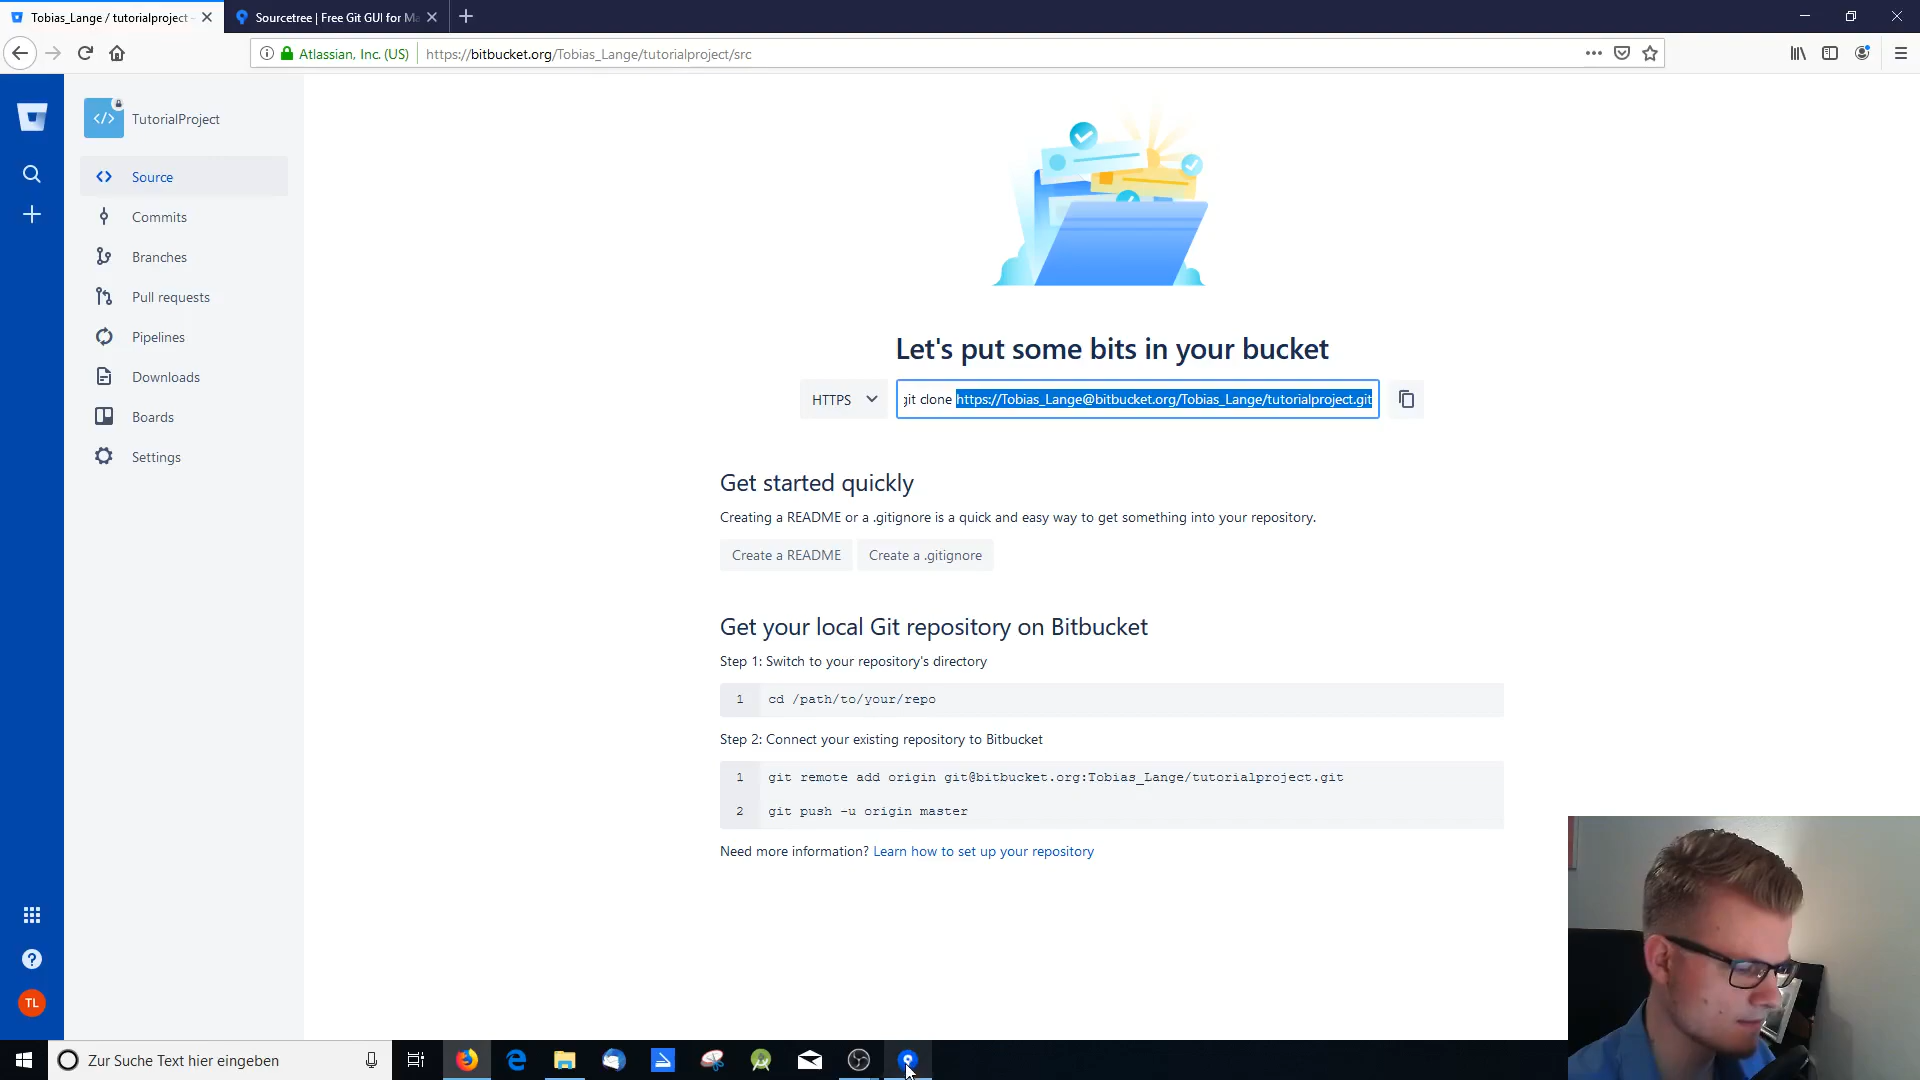 Tobias_Lange / tutorialproject -
Sourcetree | Free Git GUI for Ma
Atlassian, Inc. (US)
https://bitbucket.org/Tobias_Lange/tutorialproject/src
TutorialProject
Source
Commits
Branches
Pull requests
Pipelines
Downloads
Boards
Settings
TL
Let's put some bits in your bucket
HTTPS
git clone https://Tobias_Lange@bitbucket.org/Tobias_Lange/tutorialproject.git
Get started quickly
Creating a README or a .gitignore is a quick and easy way to get something into your repository.
Create a README
Create a .gitignore
Get your local Git repository on Bitbucket
Step 1: Switch to your repository's directory
1 cd /path/to/your/repo
Step 2: Connect your existing repository to Bitbucket
1 git remote add origin git@bitbucket.org:Tobias_Lange/tutorialproject.git
2 git push -u origin master
Need more information? Learn how to set up your repository
Zur Suche Text hier eingeben